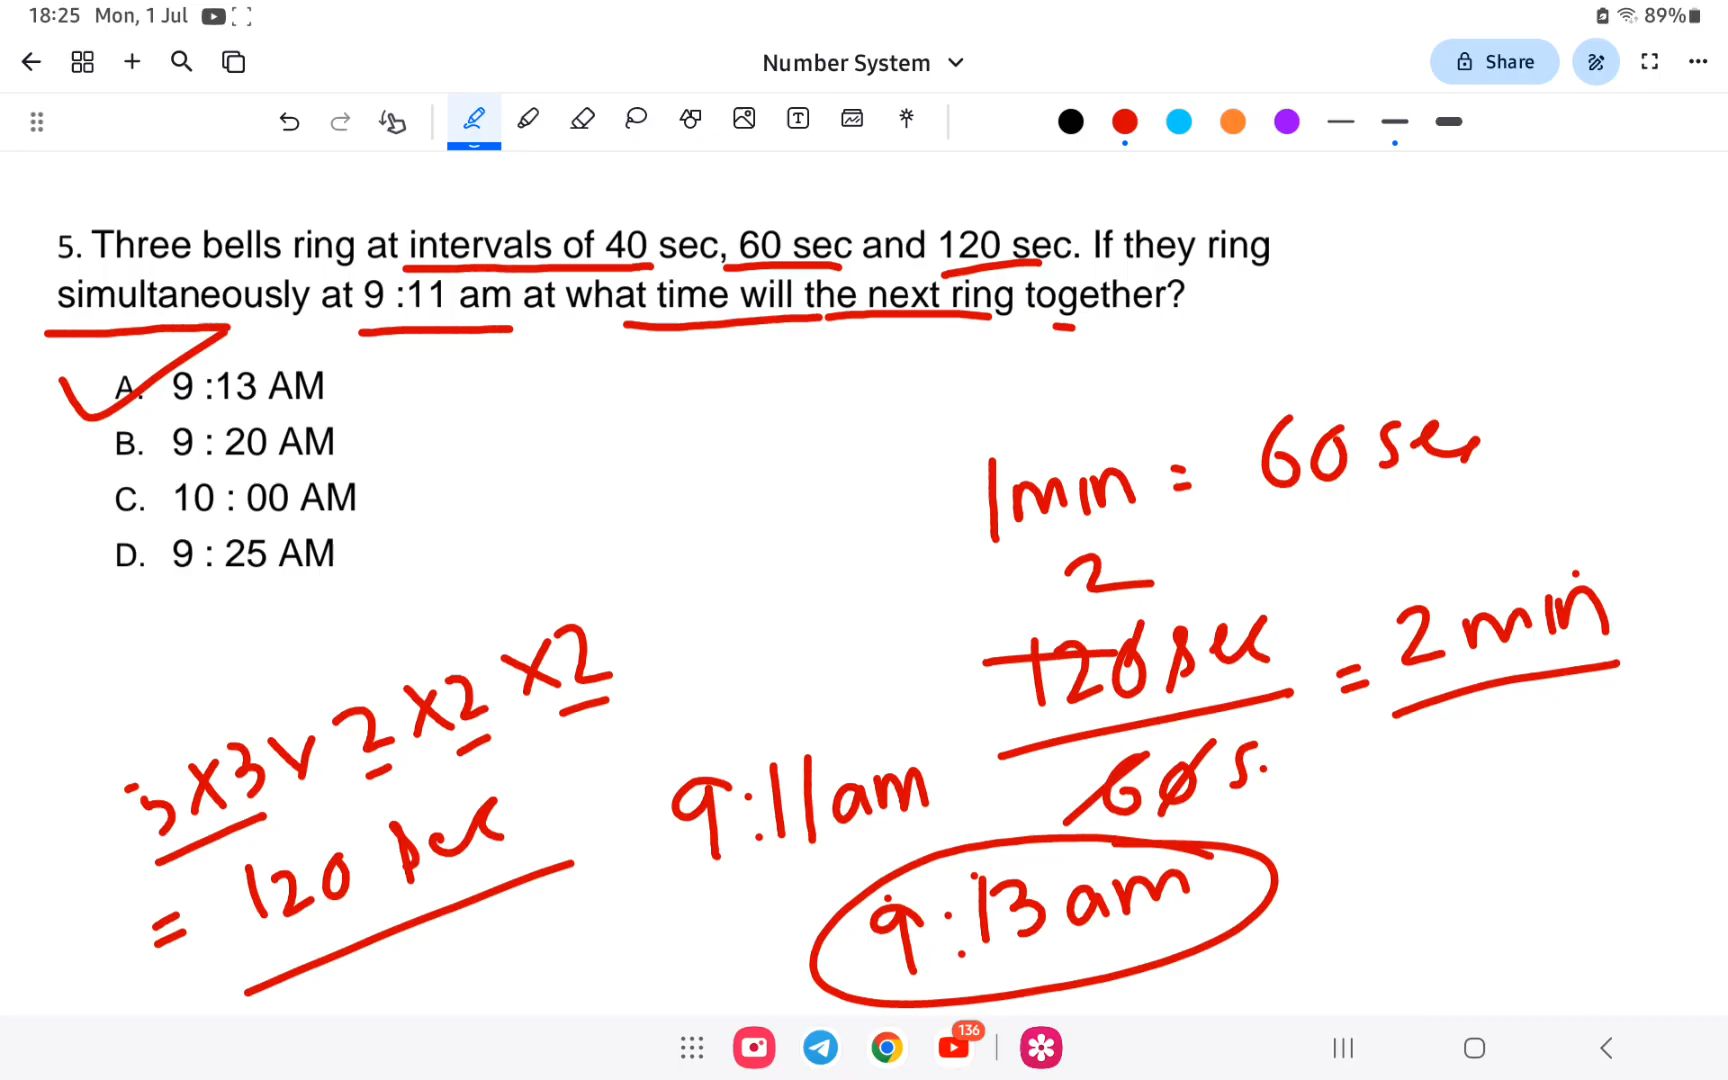 18:25 Mon, 1 Jul 89%
Number System
Share
5. Three bells ring at intervals of 40 sec, 60 sec and 120 sec. If they ring
simultaneously at 9 :11 am at what time will the next ring together?
A. 9 :13 AM
B. 9 : 20 AM
C. 10 : 00 AM
D. 9 : 25 AM
1min = 60 sec
2
120 sec = 2 min
60 s.
5x3x2x2x2
= 120 sec
9:11am
9:13 am
136